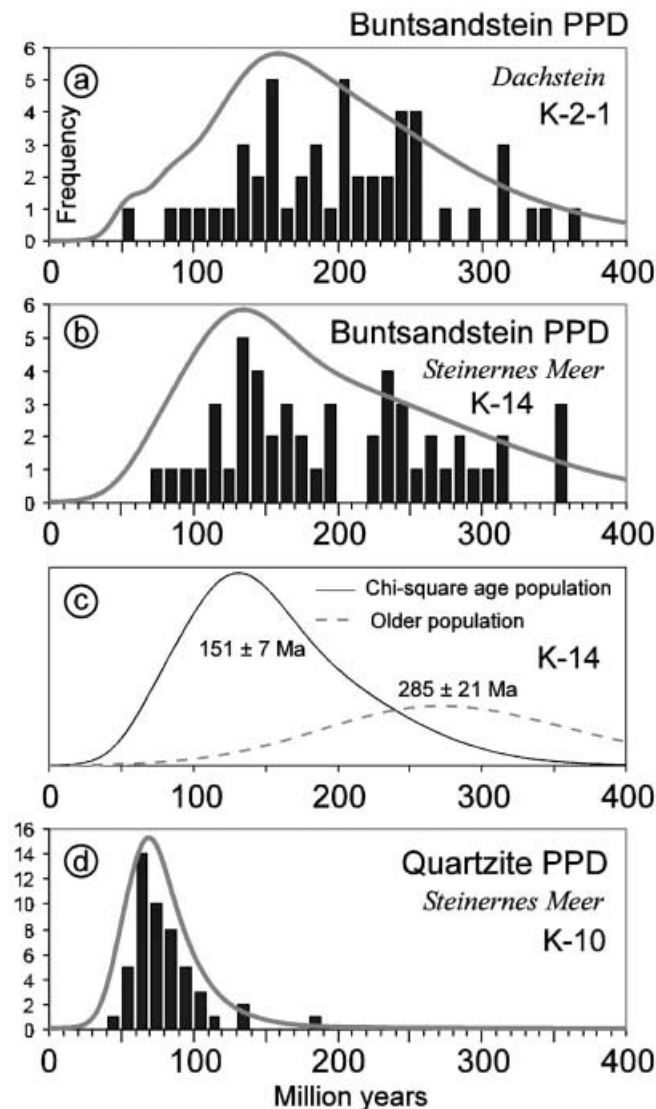 Buntsandstein PPD
6
5
4
3
2
1
0
Frequency
ⓐ
Dachstein
K-2-1
0 100 200 300 400
6
5
4
3
2
1
0
ⓑ
Buntsandstein PPD
Steinernes Meer
K-14
0 100 200 300 400
ⓒ
Chi-square age population
Older population
K-14
151 ± 7 Ma
285 ± 21 Ma
0 100 200 300 400
16
14
12
10
8
6
4
2
0
ⓓ
Quartzite PPD
Steinernes Meer
K-10
0 100 200 300 400
Million years